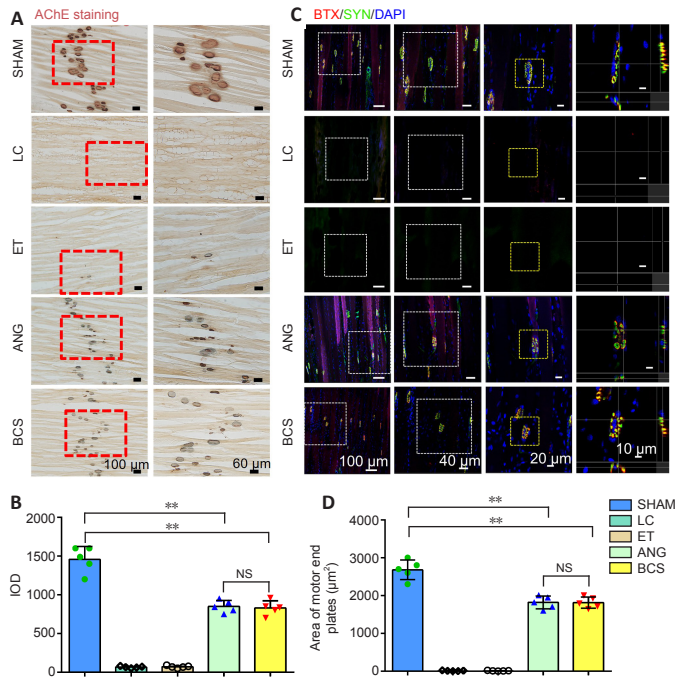 A
AChE staining
SHAM
LC
ET
ANG
BCS
100 µm
60 µm
C
BTX/SYN/DAPI
SHAM
LC
ET
ANG
BCS
100 µm
40 µm
20 µm
10 µm
B
**
**
NS
IOD
2000
1500
1000
500
0
D
**
**
NS
Area of motor end
plates (µm²)
4000
3000
2000
1000
0
SHAM
LC
ET
ANG
BCS